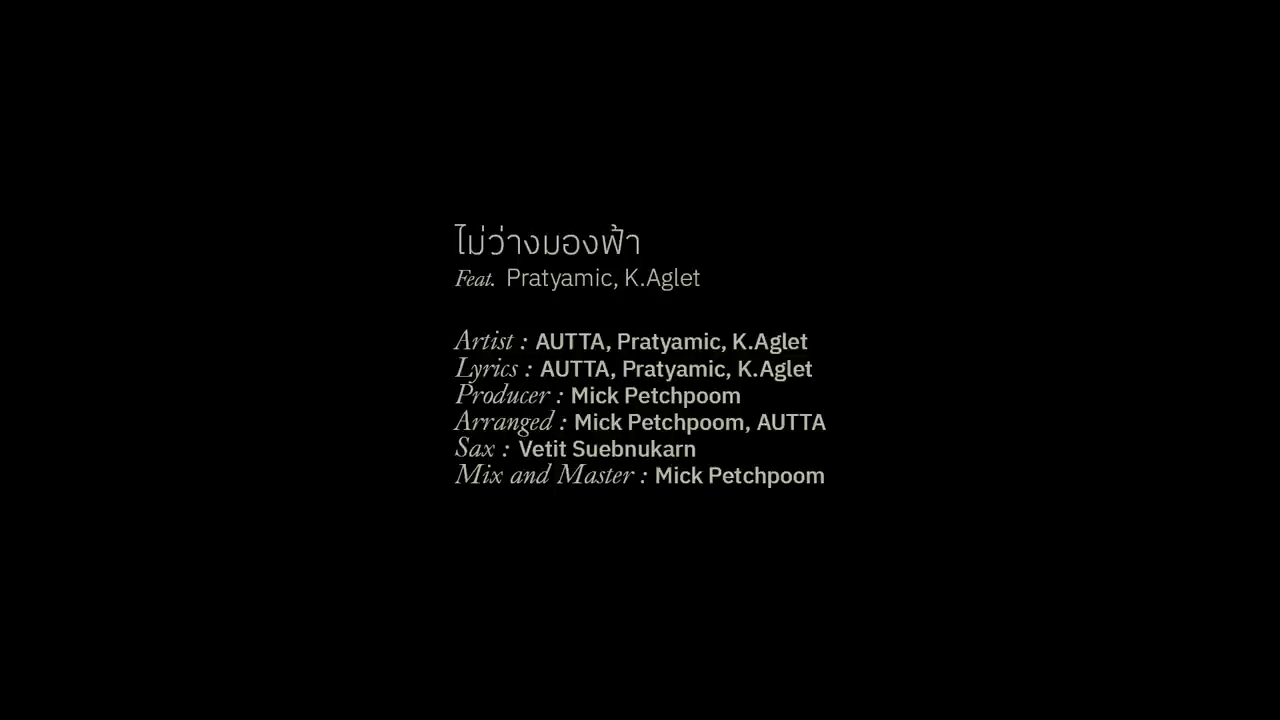 ไม่ว่างมองฟ้า
Feat. Pratyamic, K.Aglet
Artist : AUTTA, Pratyamic, K.Aglet
Lyrics : AUTTA, Pratyamic, K.Aglet
Producer : Mick Petchpoom
Arranged : Mick Petchpoom, AUTTA
Sax : Vetit Suebnukarn
Mix and Master : Mick Petchpoom